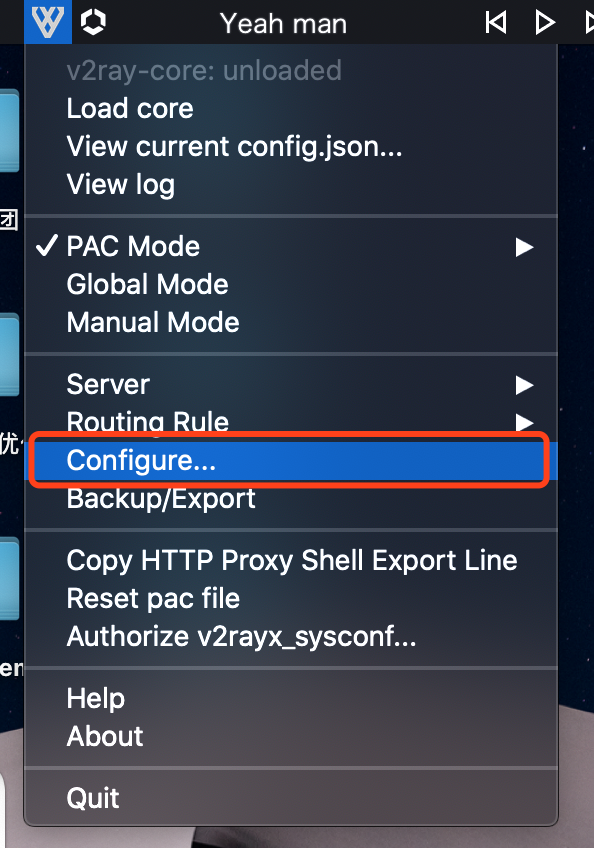 Yeah man
v2ray-core: unloaded
Load core
View current config.json...
View log
团
PAC Mode
Global Mode
Manual Mode
Server
Routing Rule
优
Configure...
Backup/Export
Copy HTTP Proxy Shell Export Line
Reset pac file
Authorize v2rayx_sysconf...
en
Help
About
Quit